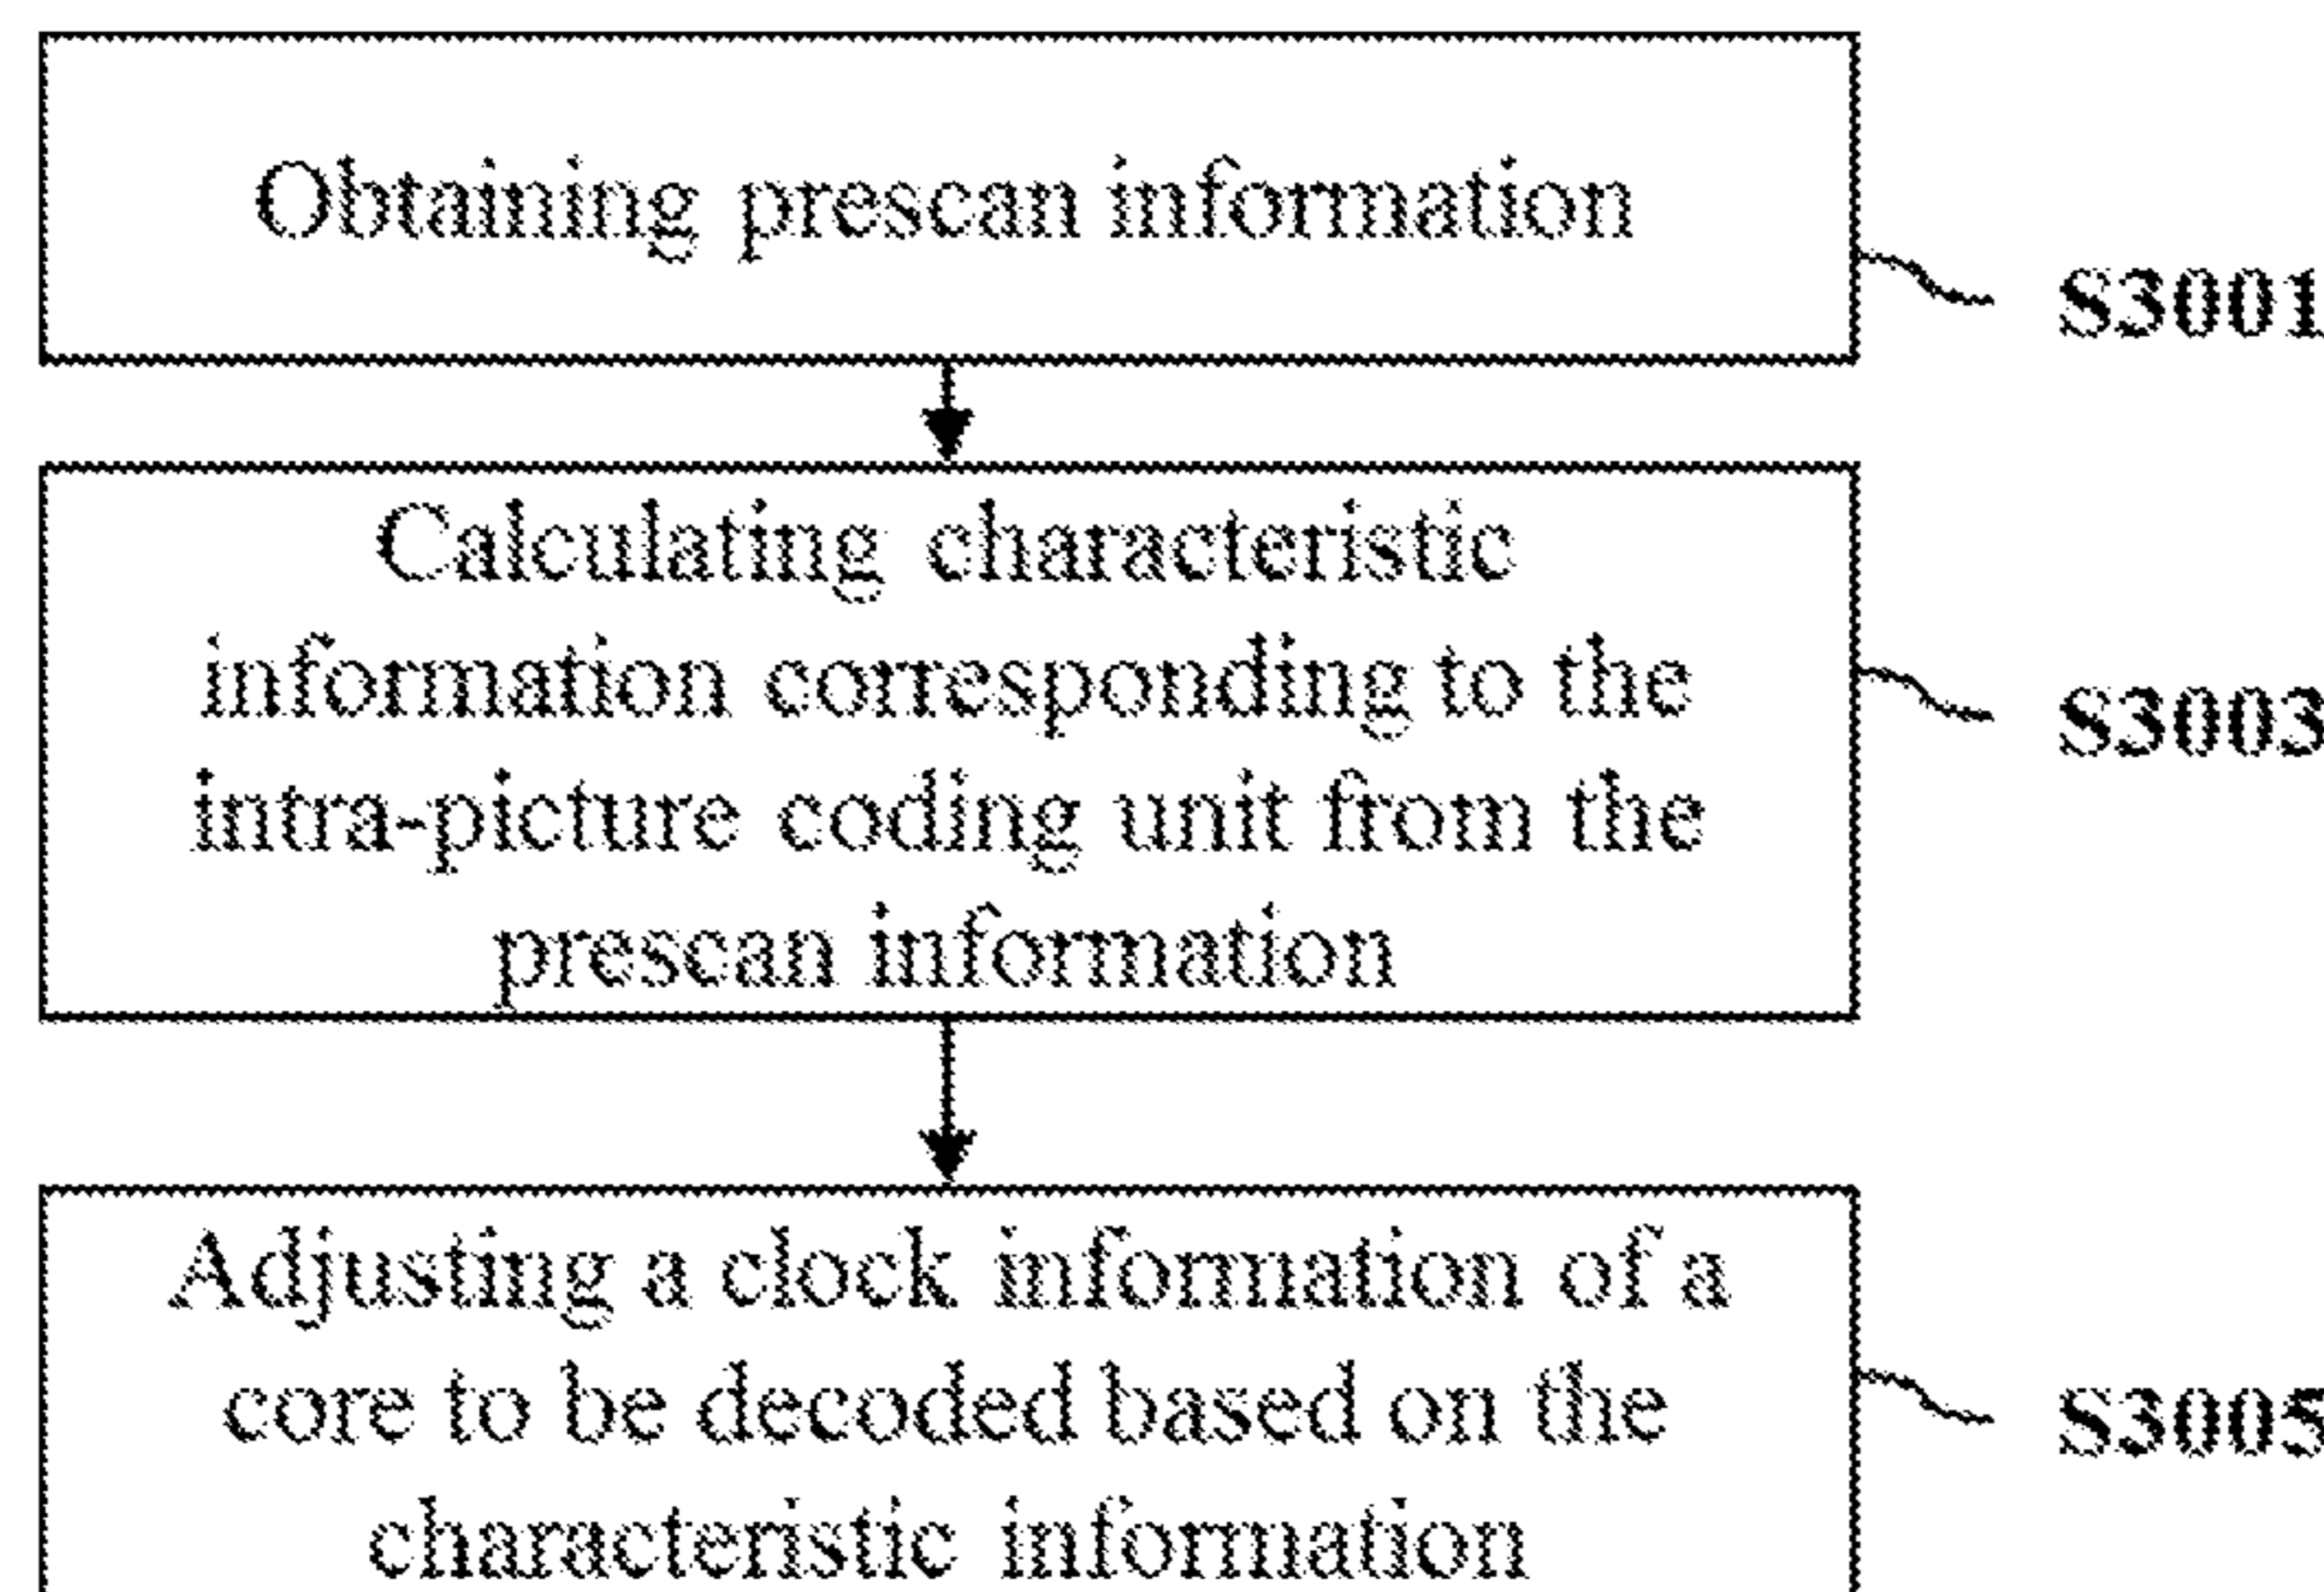 Obtaining prescan information
S3001
Calculating characteristic
information corresponding to the
intra-picture coding unit from the
prescan information
S3003
Adjusting a clock information of a
core to be decoded based on the
characteristic information
S3005